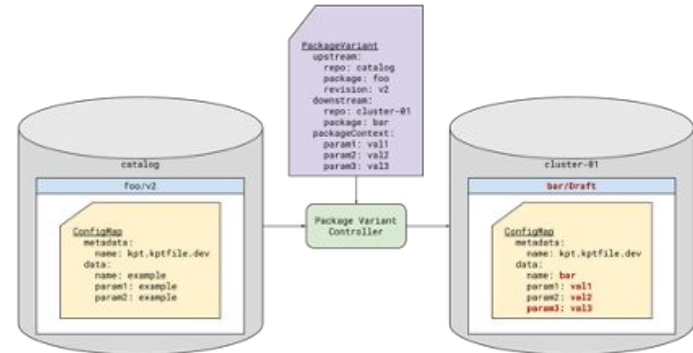 PackageVariant
upstream:
repo: catalog
package: foo
revision: v2
downstream:
repo: cluster-01
package: bar
packageContext:
param1: val1
param2: val2
param3: val3
catalog
foo/v2
ConfigMap
metadata:
name: kpt.kptfile.dev
data:
name: example
param1: example
param2: example
Package Variant
Controller
cluster-01
bar/Draft
ConfigMap
metadata:
name: kpt.kptfile.dev
data:
name: bar
param1: val1
param2: val2
param3: val3